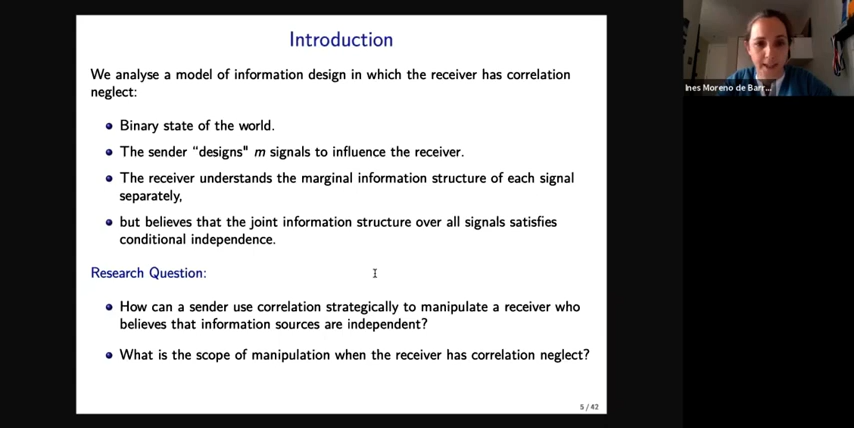 Introduction
We analyse a model of information design in which the receiver has correlation
neglect:
Binary state of the world.
The sender “designs" m signals to influence the receiver.
The receiver understands the marginal information structure of each signal
separately,
but believes that the joint information structure over all signals satisfies
conditional independence.
Research Question:
How can a sender use correlation strategically to manipulate a receiver who
believes that information sources are independent?
What is the scope of manipulation when the receiver has correlation neglect?
5 / 42
Ines Moreno de Barr...